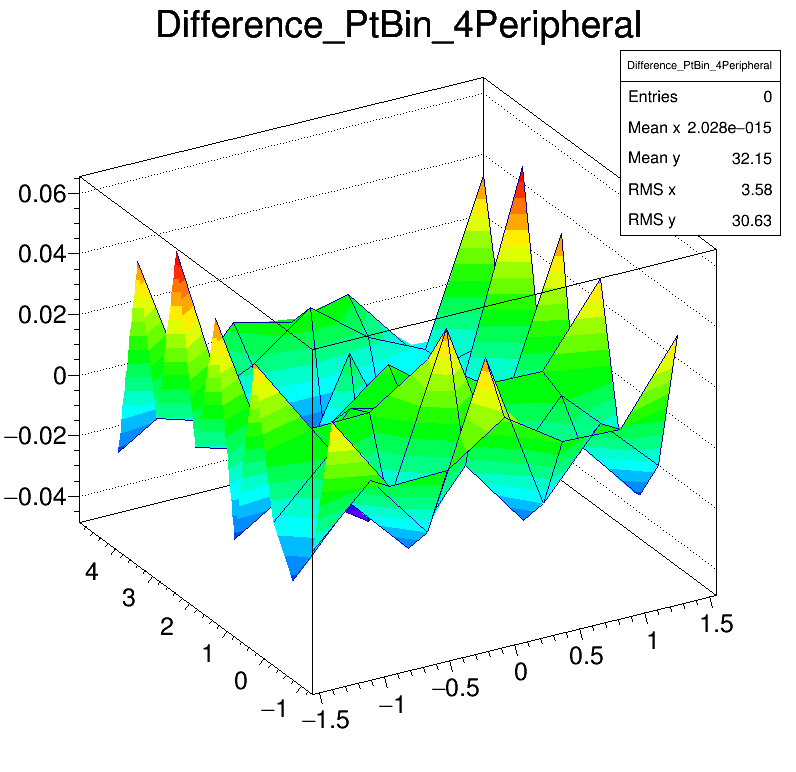 Difference_PtBin_4Peripheral
Difference_PtBin_4Peripheral
Entries 0
Mean x 2.028e−015
Mean y 32.15
RMS x 3.58
RMS y 30.63
0.06
0.04
0.02
0
−0.02
−0.04
4
3
2
1
0
−1
−1.5
−1
−0.5
0
0.5
1
1.5